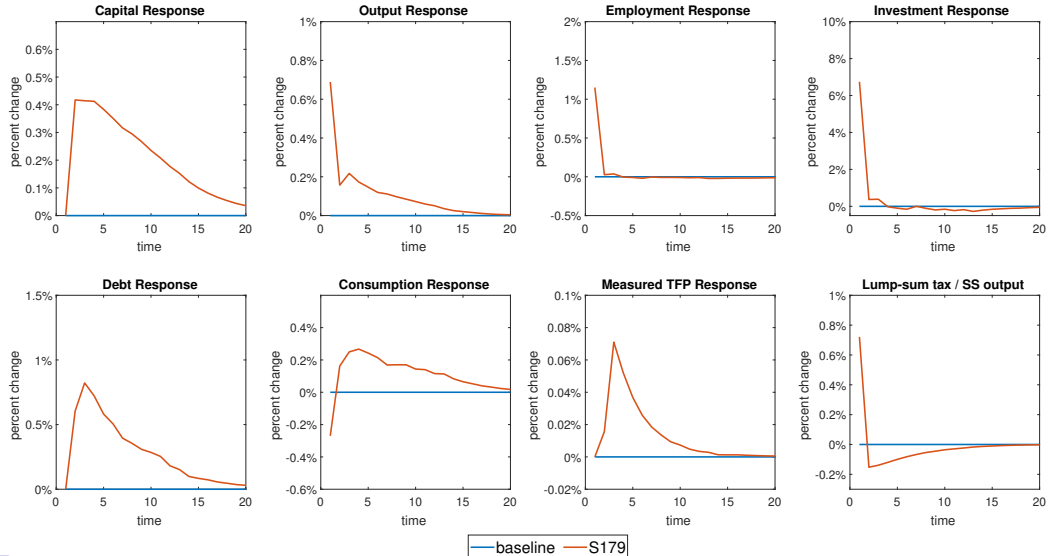 Capital Response
0.6%
0.5%
0.4%
0.3%
0.2%
0.1%
0%
percent change
0 5 10 15 20
time
Output Response
1%
0.8%
0.6%
0.4%
0.2%
0%
percent change
0 5 10 15 20
time
Employment Response
2%
1.5%
1%
0.5%
0%
-0.5%
percent change
0 5 10 15 20
time
Investment Response
10%
8%
6%
4%
2%
0%
percent change
0 5 10 15 20
time
Debt Response
1.5%
1%
0.5%
0%
percent change
0 5 10 15 20
time
Consumption Response
0.4%
0.2%
0%
-0.2%
-0.4%
-0.6%
percent change
0 5 10 15 20
time
Measured TFP Response
0.1%
0.08%
0.06%
0.04%
0.02%
0%
-0.02%
percent change
0 5 10 15 20
time
Lump-sum tax / SS output
1%
0.8%
0.6%
0.4%
0.2%
0%
-0.2%
percent change
0 5 10 15 20
time
baseline S179